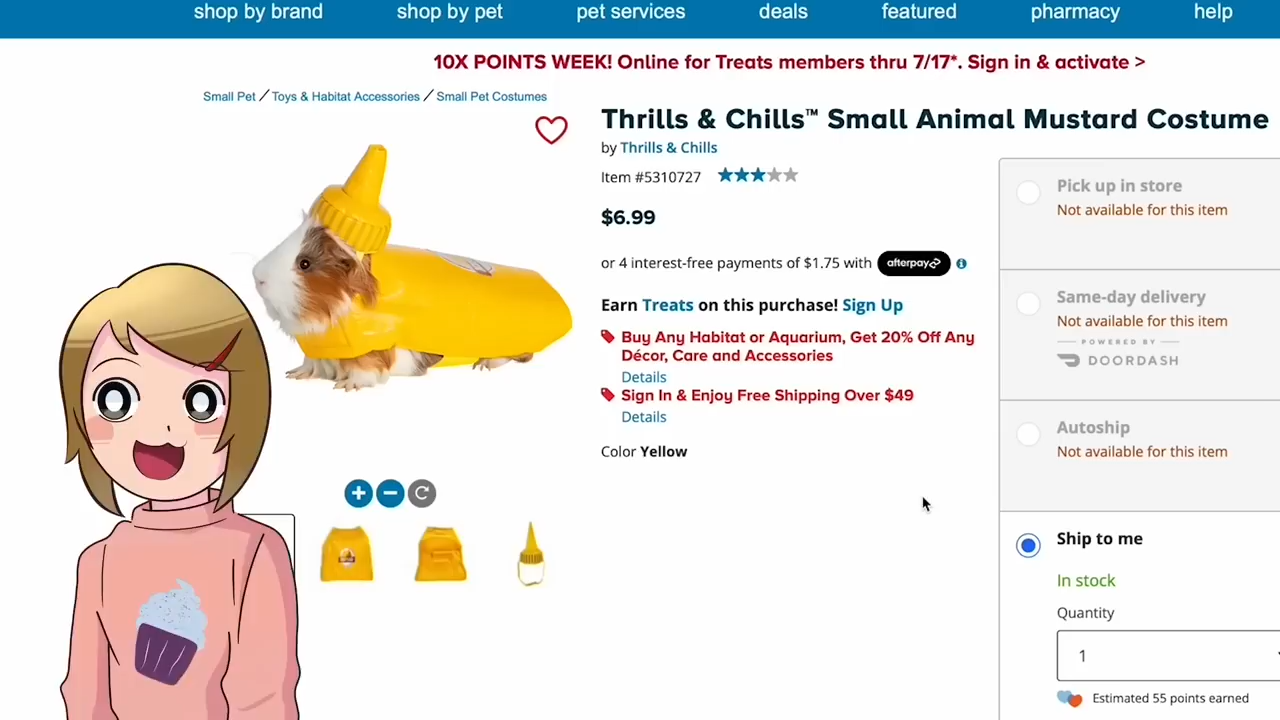 shop by brand shop by pet pet services deals featured pharmacy help
10X POINTS WEEK! Online for Treats members thru 7/17*. Sign in & activate >
Small Pet / Toys & Habitat Accessories / Small Pet Costumes
Thrills & Chills™ Small Animal Mustard Costume
by Thrills & Chills
Item #5310727
$6.99
or 4 interest-free payments of $1.75 with afterpay
Earn Treats on this purchase! Sign Up
Buy Any Habitat or Aquarium, Get 20% Off Any
Décor, Care and Accessories
Details
Sign In & Enjoy Free Shipping Over $49
Details
Color Yellow
Pick up in store
Not available for this item
Same-day delivery
Not available for this item
POWERED BY
DOORDASH
Autoship
Not available for this item
Ship to me
In stock
Quantity
1
Estimated 55 points earned